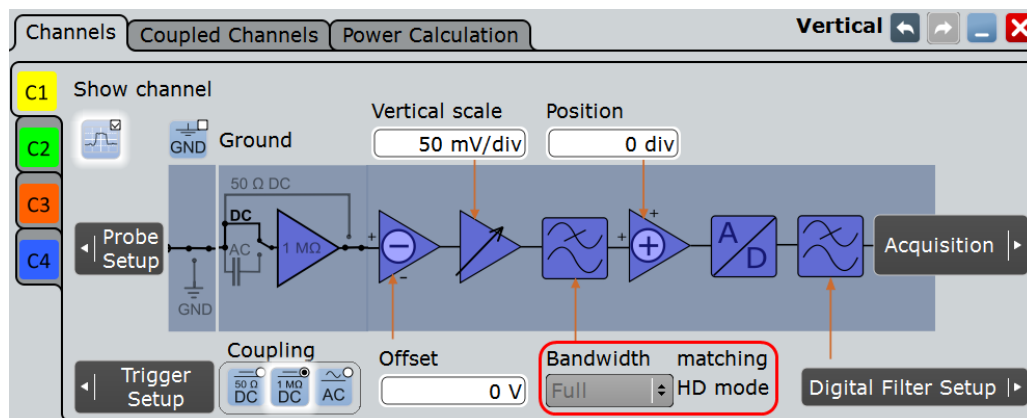 Channels Coupled Channels Power Calculation Vertical
C1 Show channel
C2
C3
C4
Vertical scale Position
50 mV/div 0 div
GND Ground
50 Ω DC
DC
AC
1 MΩ
GND
Probe
Setup
+ − −
+ + +
A/D
Acquisition
Trigger
Setup
Coupling
50 Ω
DC
1 MΩ
DC
AC
Offset
0 V
Bandwidth matching
Full HD mode
Digital Filter Setup